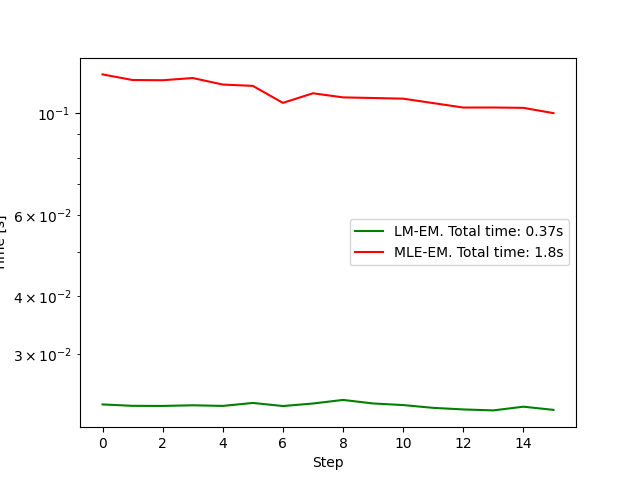 Time [s]
10⁻¹
6 × 10⁻²
4 × 10⁻²
3 × 10⁻²
LM-EM. Total time: 0.37s
MLE-EM. Total time: 1.8s
0 2 4 6 8 10 12 14
Step